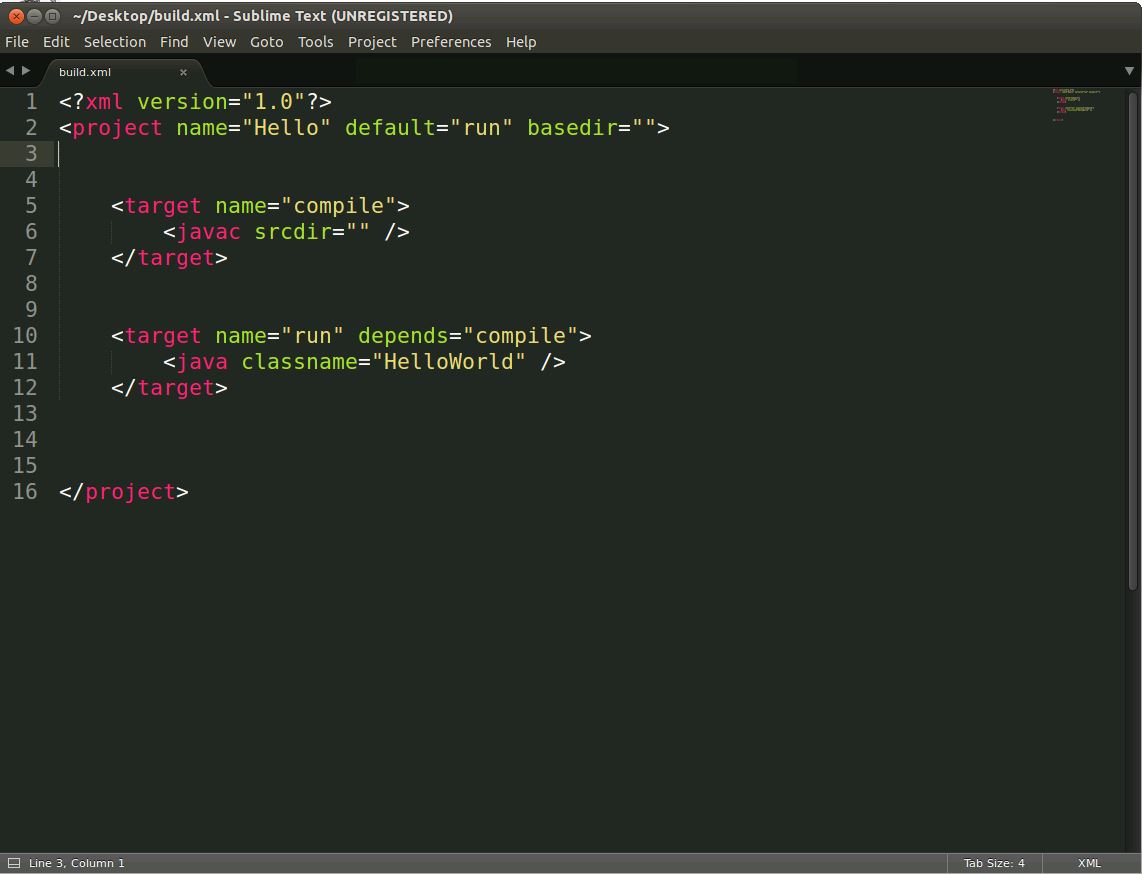 ~/Desktop/build.xml - Sublime Text (UNREGISTERED)
File Edit Selection Find View Goto Tools Project Preferences Help
build.xml ×
1 <?xml version="1.0"?>
2 <project name="Hello" default="run" basedir="">
3
4
5 <target name="compile">
6 <javac srcdir="" />
7 </target>
8
9
10 <target name="run" depends="compile">
11 <java classname="HelloWorld" />
12 </target>
13
14
15
16 </project>
Line 3, Column 1 Tab Size: 4 XML